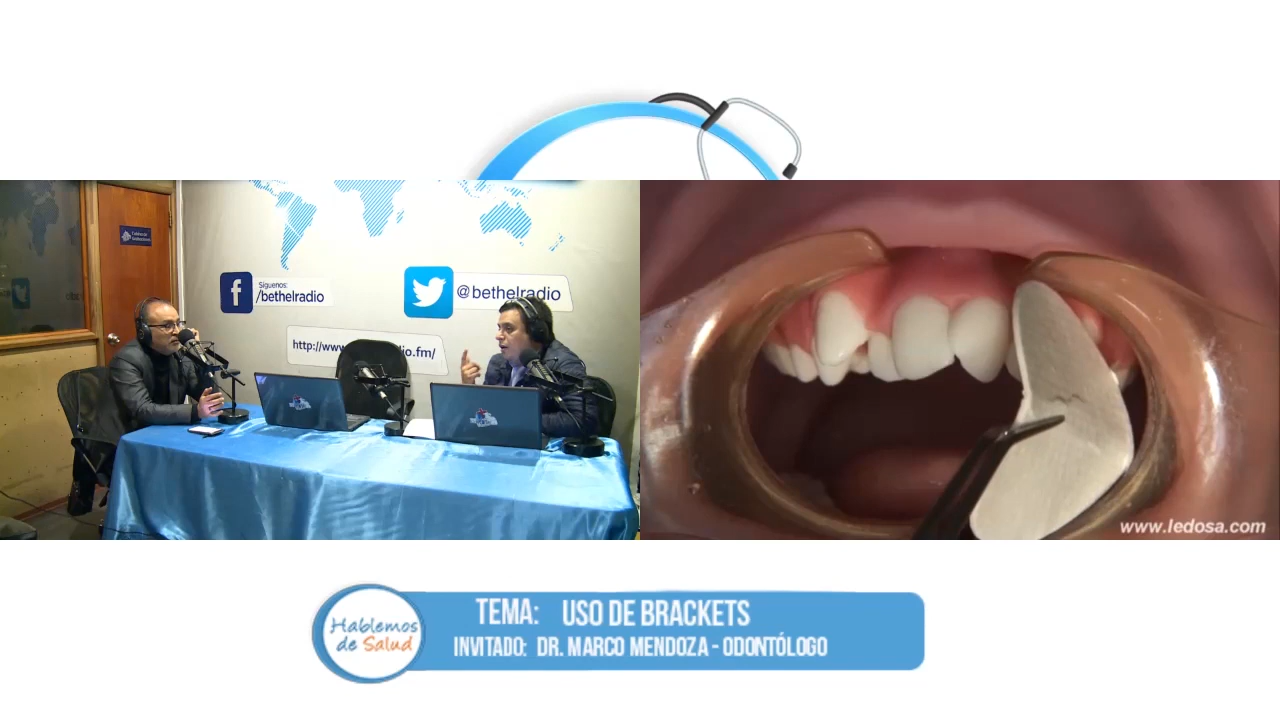 Síguenos:
/bethelradio
@bethelradio
http://www.
io.fm/
www.ledosa.com
Hablemos
de Salud
TEMA: USO DE BRACKETS
INVITADO: DR. MARCO MENDOZA - ODONTÓLOGO